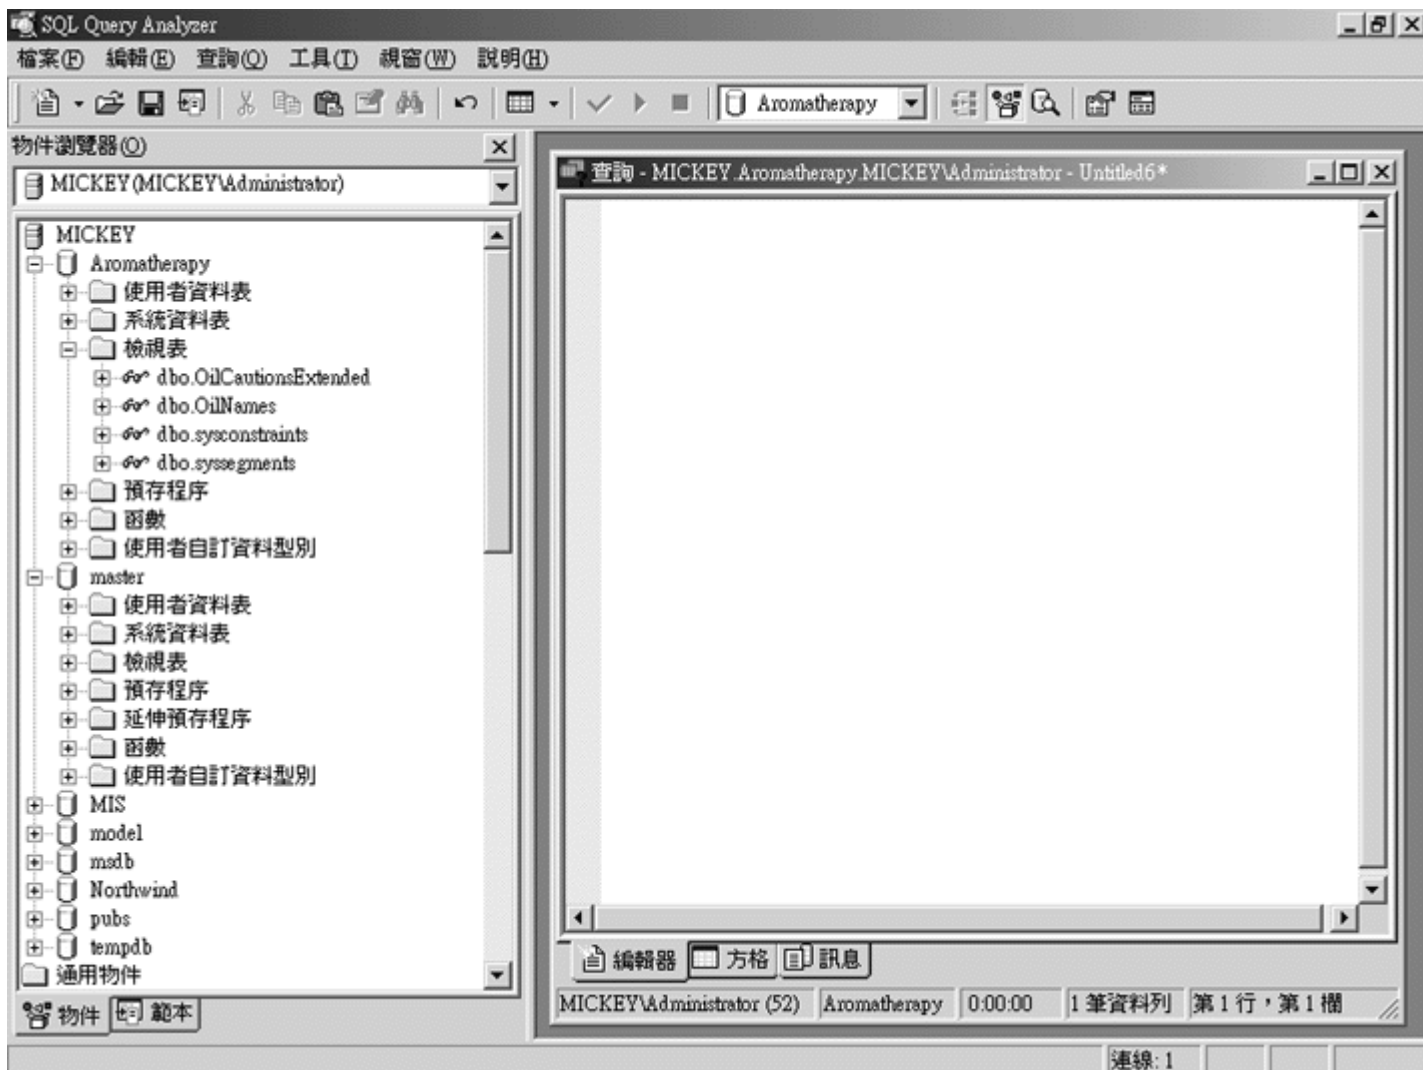 SQL Query Analyzer
檔案(F) 編輯(E) 查詢(Q) 工具(T) 視窗(W) 說明(H)
Aromatherapy
物件瀏覽器(O)
MICKEY(MICKEY\Administrator)
MICKEY
Aromatherapy
使用者資料表
系統資料表
檢視表
dbo.OilCautionsExtended
dbo.OilNames
dbo.sysconstraints
dbo.syssegments
預存程序
函數
使用者自訂資料型別
master
使用者資料表
系統資料表
檢視表
預存程序
延伸預存程序
函數
使用者自訂資料型別
MIS
model
msdb
Northwind
pubs
tempdb
通用物件
物件 範本
查詢 - MICKEY.Aromatherapy.MICKEY\Administrator - Untitled6*
編輯器 方格 訊息
MICKEY\Administrator (52) Aromatherapy 0:00:00 1 筆資料列 第 1 行，第 1 欄
連線: 1